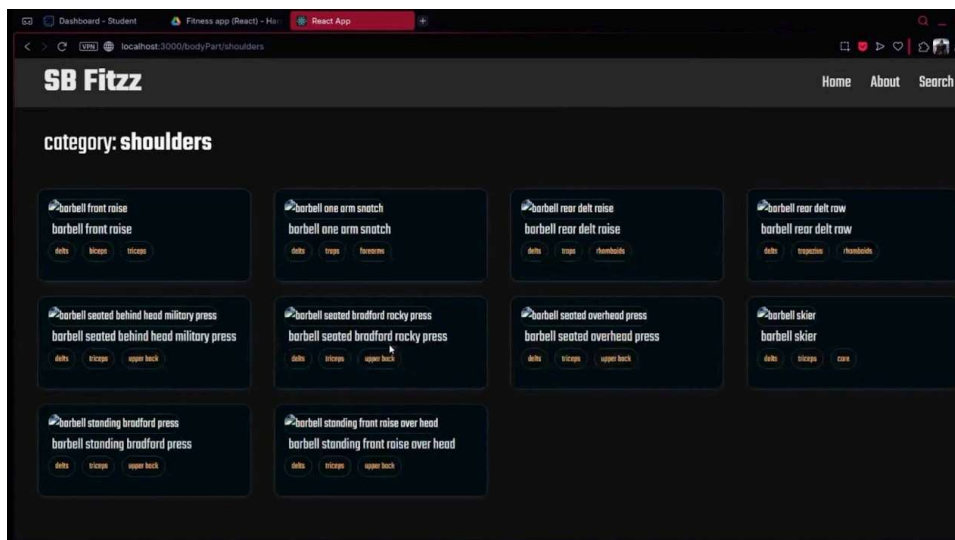 Dashboard - Student
Fitness app (React) - Har
React App
VPN
localhost:3000/bodyPart/shoulders
SB Fitzz
Home
About
Search
category: shoulders
barbell front raise
barbell front raise
delts biceps triceps
barbell one arm snatch
barbell one arm snatch
delts traps forearms
barbell rear delt raise
barbell rear delt raise
delts traps rhomboids
barbell rear delt row
barbell rear delt row
delts trapezius rhomboids
barbell seated behind head military press
barbell seated behind head military press
delts triceps upper back
barbell seated bradford rocky press
barbell seated bradford rocky press
delts triceps upper back
barbell seated overhead press
barbell seated overhead press
delts triceps upper back
barbell skier
barbell skier
delts triceps core
barbell standing bradford press
barbell standing bradford press
delts triceps upper back
barbell standing front raise over head
barbell standing front raise over head
delts triceps upper back